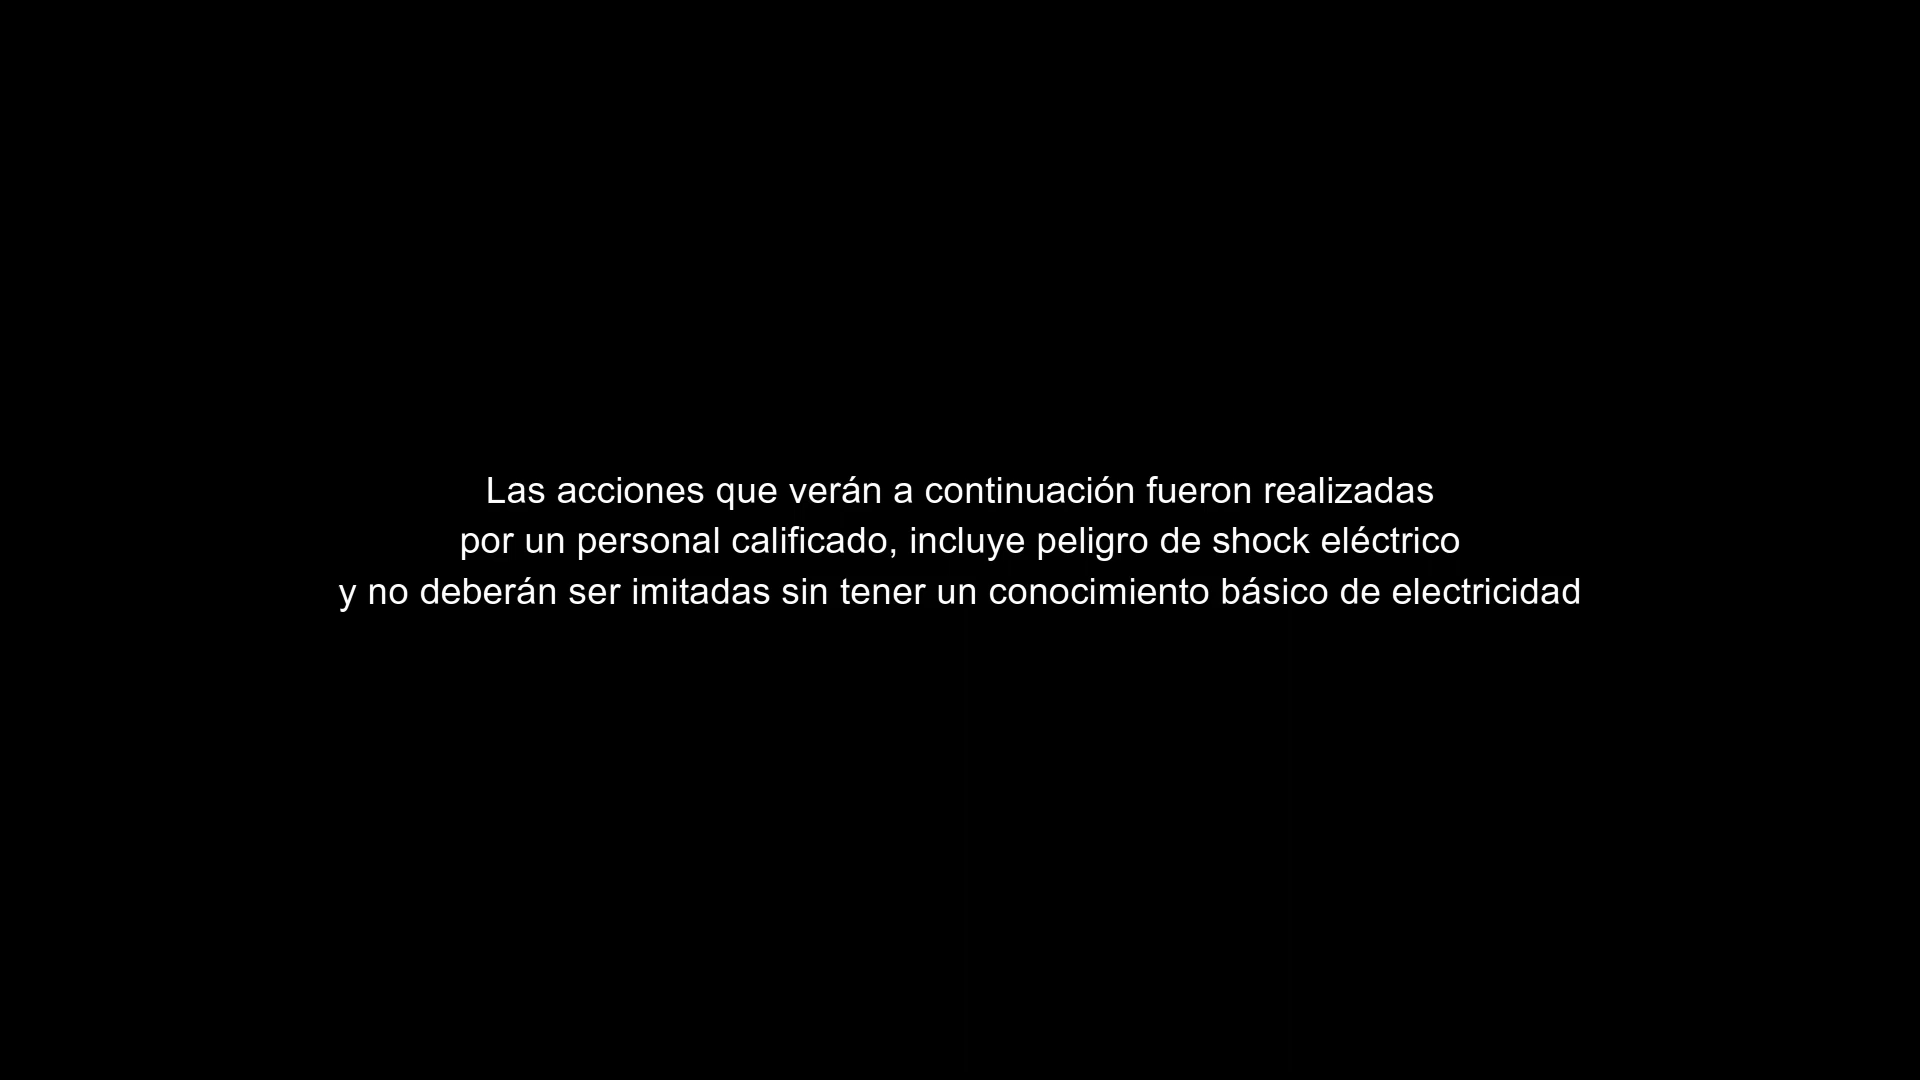 Las acciones que verán a continuación fueron realizadas
por un personal calificado, incluye peligro de shock eléctrico
y no deberán ser imitadas sin tener un conocimiento básico de electricidad